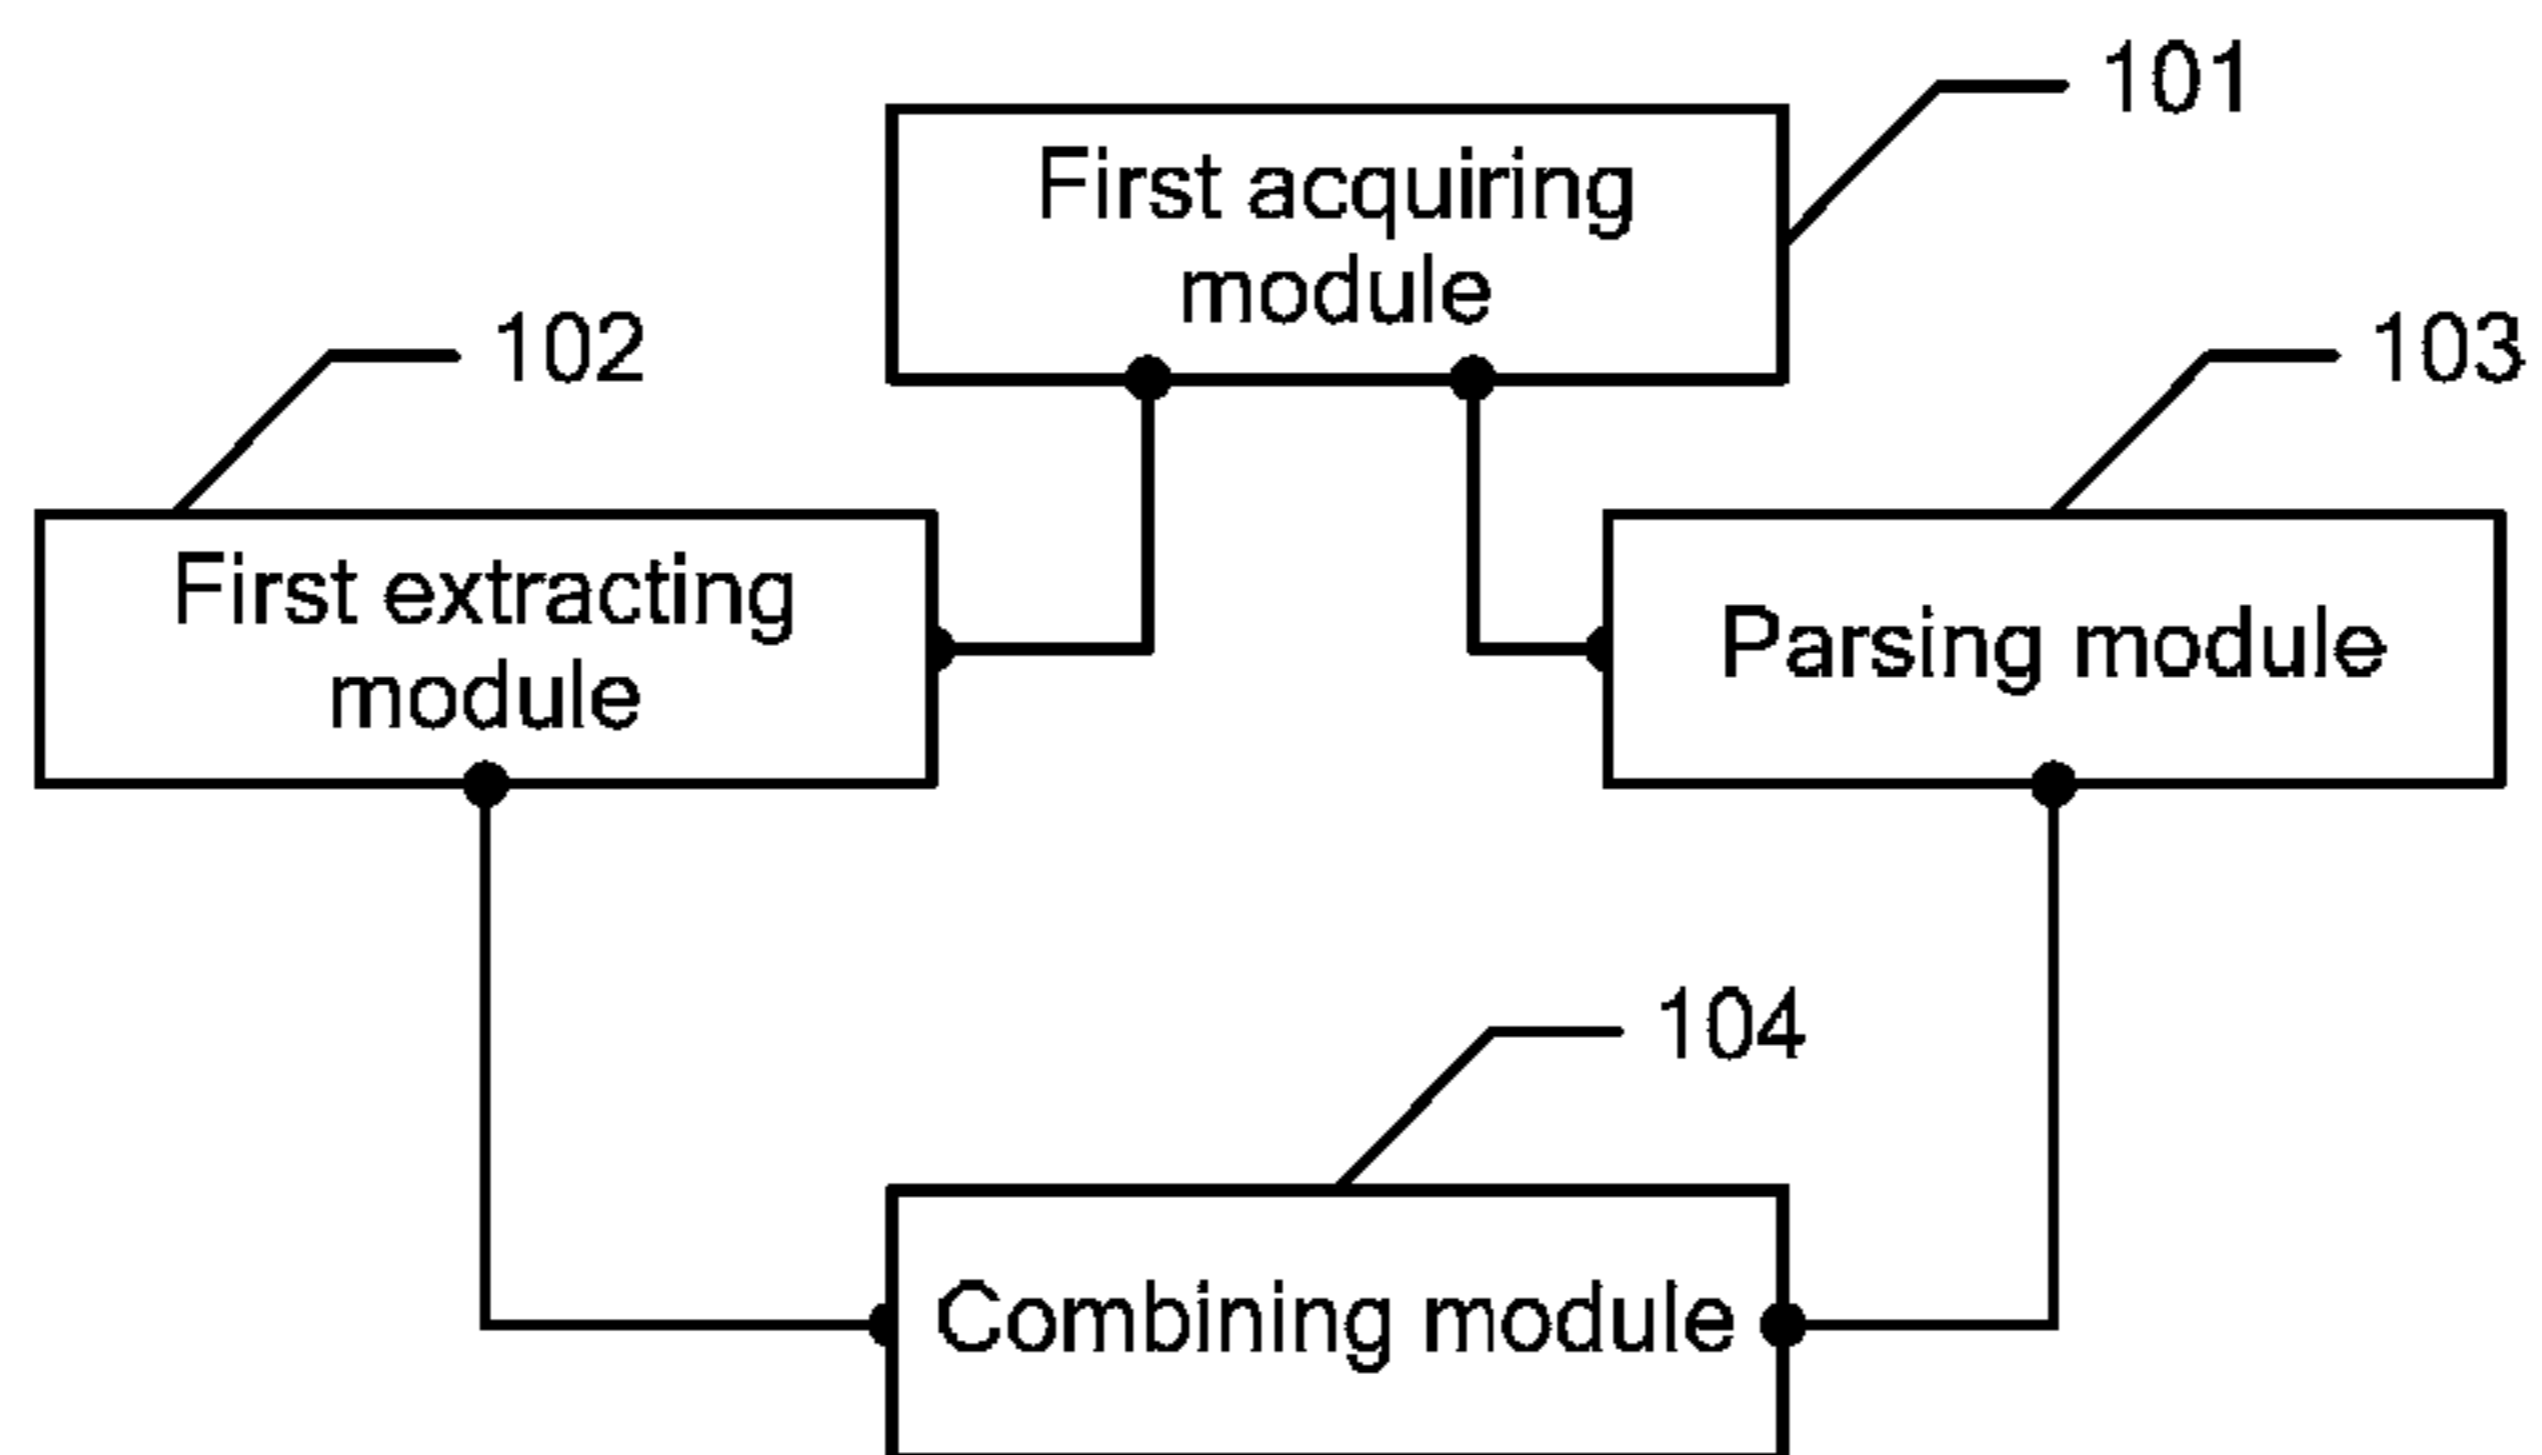 101
First acquiring
module
102
103
First extracting
module
Parsing module
104
Combining module